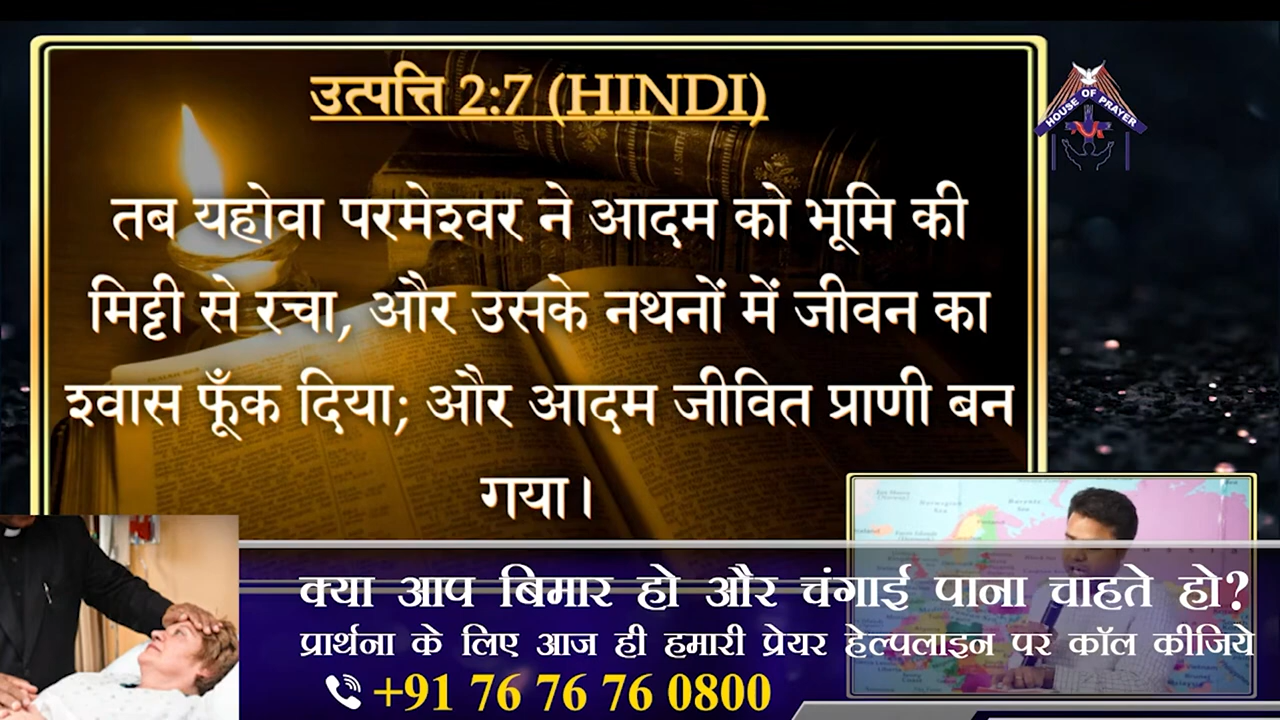 उत्पत्ति 2:7 (HINDI)
HOUSE OF PRAYER
तब यहोवा परमेश्वर ने आदम को भूमि की
मिट्टी से रचा, और उसके नथनों में जीवन का
श्वास फूँक दिया; और आदम जीवित प्राणी बन
गया।
क्या आप बिमार हो और चंगाई पाना चाहते हो?
प्रार्थना के लिए आज ही हमारी प्रेयर हेल्पलाइन पर कॉल कीजिये
+91 76 76 76 0800